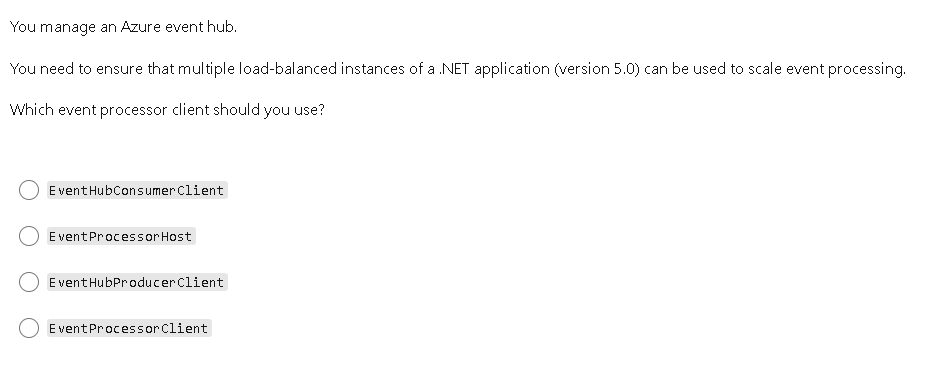 You manage an Azure event hub.
You need to ensure that multiple load-balanced instances of a .NET application (version 5.0) can be used to scale event processing.
Which event processor client should you use?
EventHubConsumerClient
EventProcessorHost
EventHubProducerClient
EventProcessorClient